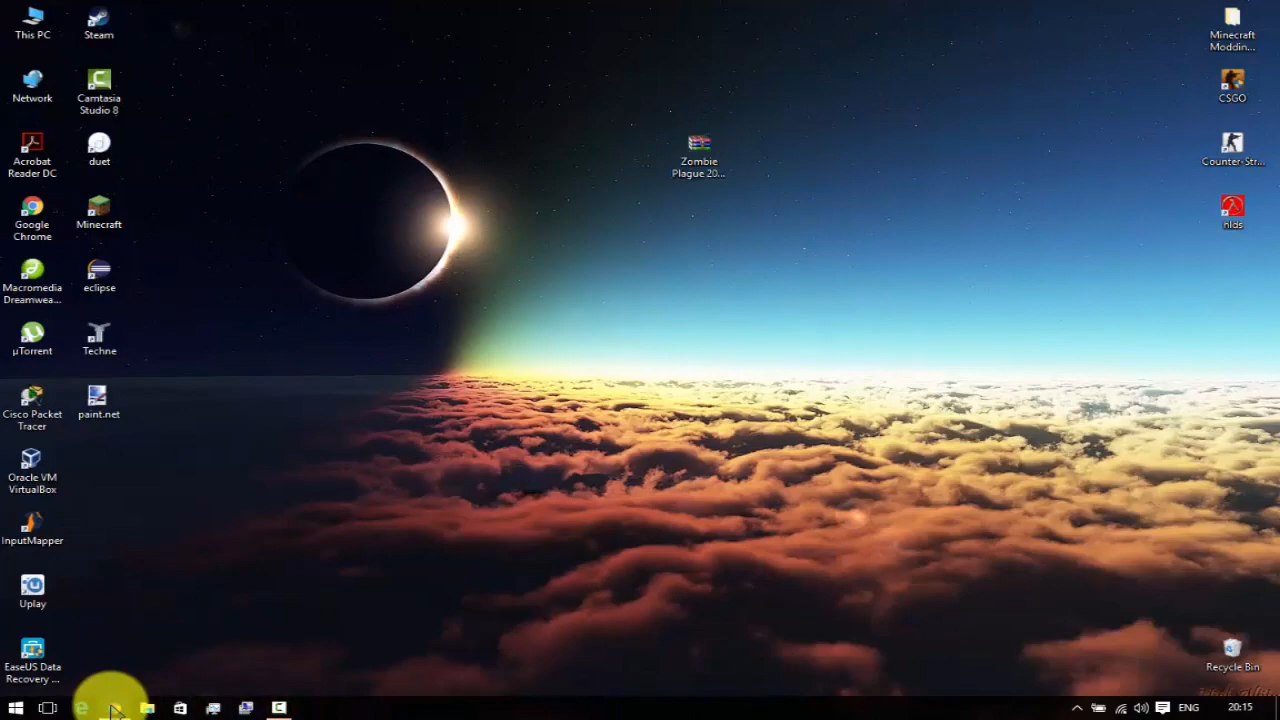 This PC
Steam
Network
Camtasia
Studio 8
Acrobat
Reader DC
duet
Google
Chrome
Minecraft
Macromedia
Dreamwea...
eclipse
µTorrent
Techne
Cisco Packet
Tracer
paint.net
Oracle VM
VirtualBox
InputMapper
Uplay
EaseUS Data
Recovery ...
Zombie
Plague 20...
Minecraft
Moddin...
CSGO
Counter-Str...
hlds
Recycle Bin
ENG
20:15